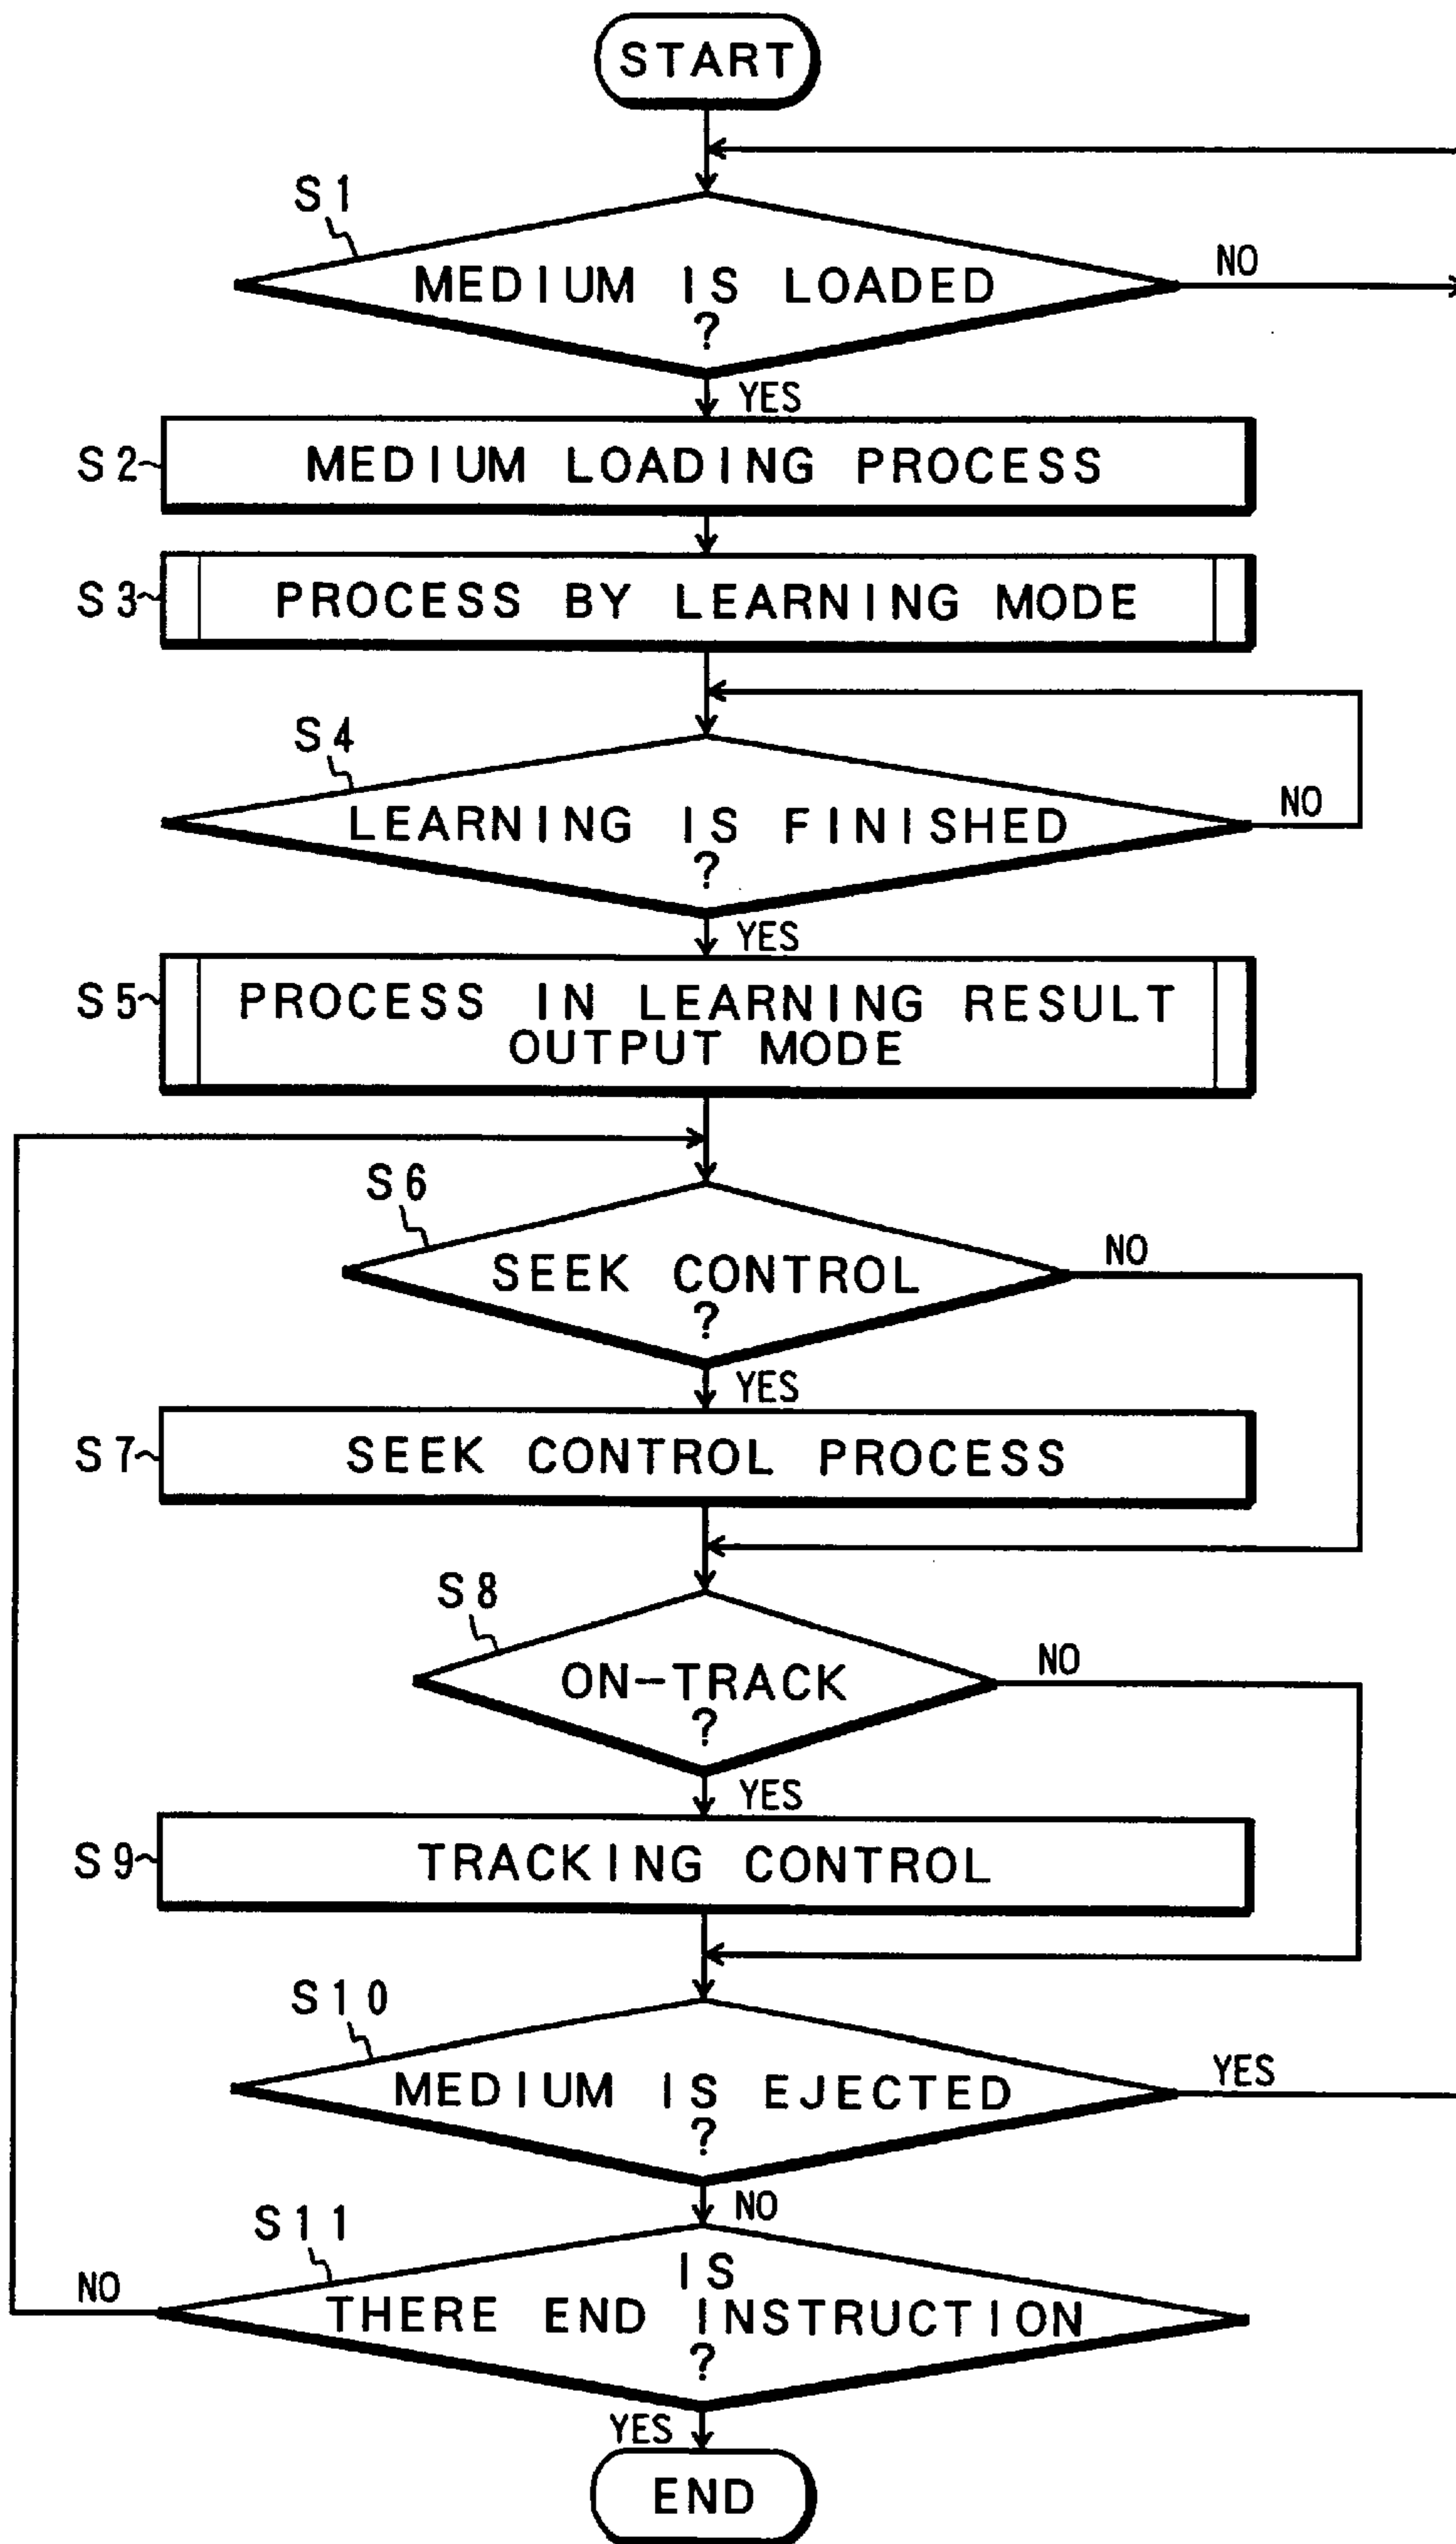 START
S1
MEDIUM IS LOADED
?
NO
YES
S2
MEDIUM LOADING PROCESS
S3
PROCESS BY LEARNING MODE
S4
LEARNING IS FINISHED
?
NO
YES
S5
PROCESS IN LEARNING RESULT
OUTPUT MODE
S6
SEEK CONTROL
?
NO
YES
S7
SEEK CONTROL PROCESS
S8
ON-TRACK
?
NO
YES
S9
TRACKING CONTROL
S10
MEDIUM IS EJECTED
?
YES
NO
S11
IS
THERE END INSTRUCTION
?
NO
YES
END